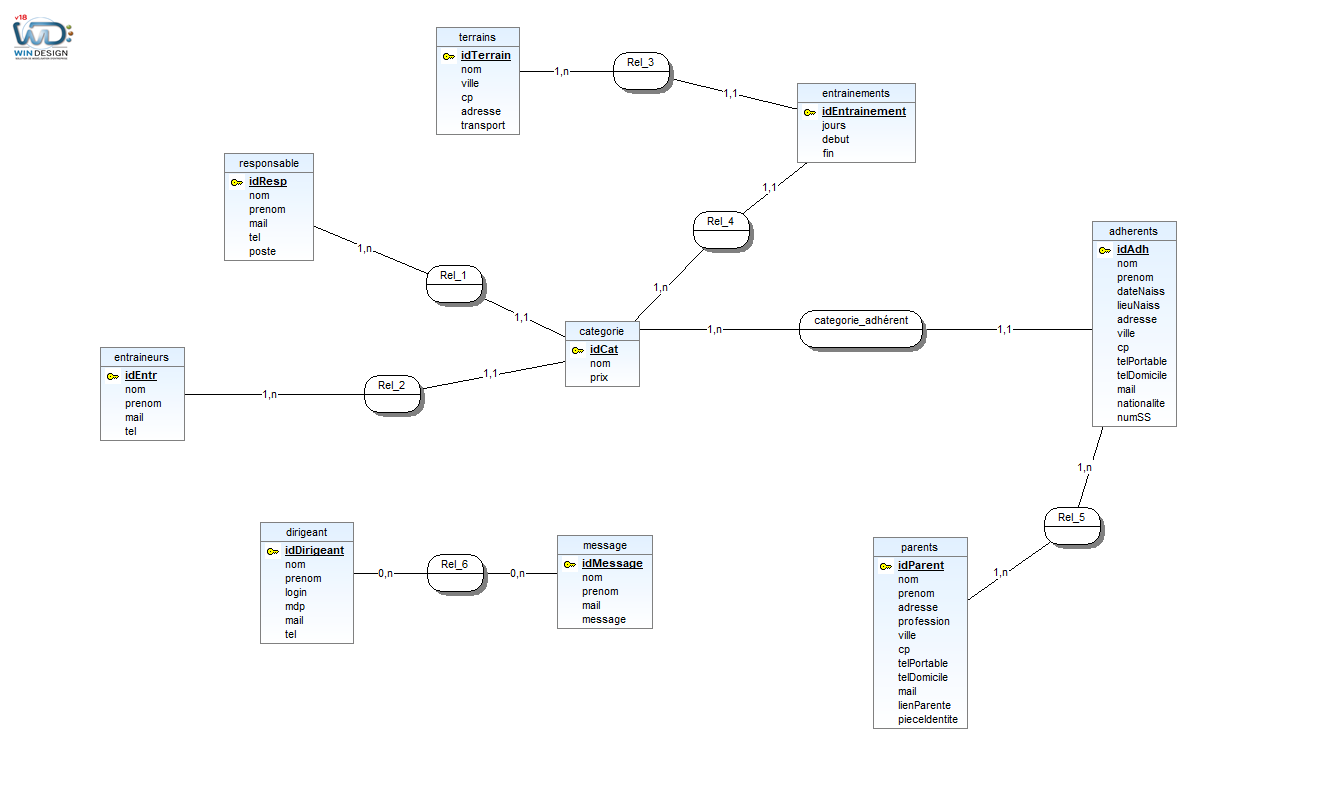 v18
WIN DESIGN
terrains
idTerrain
nom
ville
cp
adresse
transport
1,n
Rel_3
1,1
entrainements
idEntrainement
jours
debut
fin
1,1
Rel_4
1,n
responsable
idResp
nom
prenom
mail
tel
poste
1,n
Rel_1
1,1
categorie
idCat
nom
prix
1,n
categorie_adhérent
1,1
adherents
idAdh
nom
prenom
dateNaiss
lieuNaiss
adresse
ville
cp
telPortable
telDomicile
mail
nationalite
numSS
entraineurs
idEntr
nom
prenom
mail
tel
1,n
Rel_2
1,1
1,n
Rel_5
1,n
dirigeant
idDirigeant
nom
prenom
login
mdp
mail
tel
0,n
Rel_6
0,n
message
idMessage
nom
prenom
mail
message
parents
idParent
nom
prenom
adresse
profession
ville
cp
telPortable
telDomicile
mail
lienParente
pieceIdentite